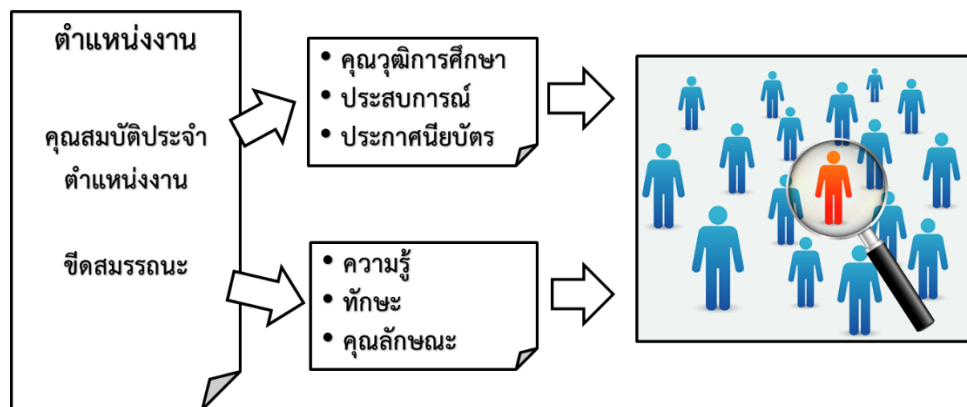 ตำแหน่งงาน
คุณสมบัติประจำ
ตำแหน่งงาน
ขีดสมรรถนะ
• คุณวุฒิการศึกษา
• ประสบการณ์
• ประกาศนียบัตร
• ความรู้
• ทักษะ
• คุณลักษณะ